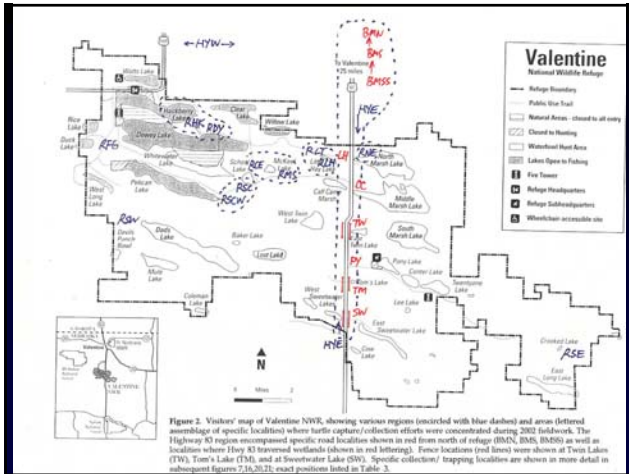 ←HYW→
BMN
BMS
BMSS
To Valentine
25 miles
HYE
Valentine
National Wildlife Refuge
Refuge Boundary
Public Use Trail
Natural Areas - closed to all entry
Closed to Hunting
Waterfowl Hunt Area
Lakes Open to Fishing
Fire Tower
Refuge Headquarters
Refuge Subheadquarters
Wheelchair-accessible site
Watts Lake
Hackberry Lake
RHK
RDY
Clear Lake
Willow Lake
Rice Lake
Duck Lake
RFG
Dewey Lake
Whitewater Lake
School Lake
RCE
RMS
RLT
RLH
LH
RNE
North Marsh Lake
Pelican Lake
RSL
RSCW
West Long Lake
Calf Camp Marsh
CC
Middle Marsh Lake
West Twin Lake
TW
Twin Lake
South Marsh Lake
RSW
Devils Punch Bowl
Dads Lake
Baker Lake
Lost Lake
PY
Pony Lake
Center Lake
Mule Lake
TM
Tom's Lake
Twentyone Lake
Lee Lake
Coleman Lake
West Sweetwater Lake
SW
East Sweetwater Lake
HYE
Cow Lake
Crooked Lake
RSE
East Long Lake
VALENTINE NWR
N
0 Miles 2
Figure 2. Visitors' map of Valentine NWR, showing various regions (encircled with blue dashes) and areas (lettered
assemblage of specific localities) where turtle capture/collection efforts were concentrated during 2002 fieldwork. The
Highway 83 region encompassed specific road localities shown in red from north of refuge (BMN, BMS, BMSS) as well as
localities where Hwy 83 traversed wetlands (shown in red lettering). Fence locations (red lines) were shown at Twin Lakes
(TW), Tom's Lake (TM), and at Sweetwater Lake (SW). Specific collection/ trapping localities are shown in more detail in
subsequent figures 7,16,20,21; exact positions listed in Table 3.